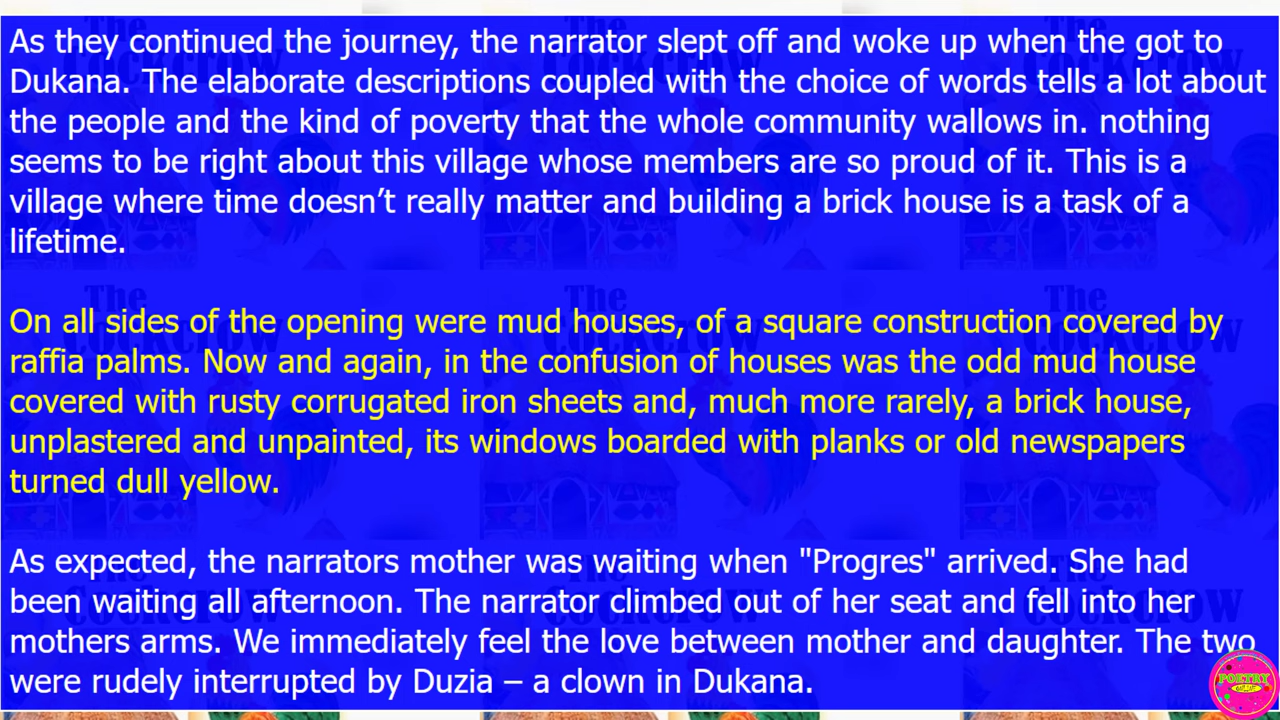 As they continued the journey, the narrator slept off and woke up when the got to
Dukana. The elaborate descriptions coupled with the choice of words tells a lot about
the people and the kind of poverty that the whole community wallows in. nothing
seems to be right about this village whose members are so proud of it. This is a
village where time doesn’t really matter and building a brick house is a task of a
lifetime.
On all sides of the opening were mud houses, of a square construction covered by
raffia palms. Now and again, in the confusion of houses was the odd mud house
covered with rusty corrugated iron sheets and, much more rarely, a brick house,
unplastered and unpainted, its windows boarded with planks or old newspapers
turned dull yellow.
As expected, the narrators mother was waiting when "Progres" arrived. She had
been waiting all afternoon. The narrator climbed out of her seat and fell into her
mothers arms. We immediately feel the love between mother and daughter. The two
were rudely interrupted by Duzia – a clown in Dukana.
The
Cockcrow
POETRY